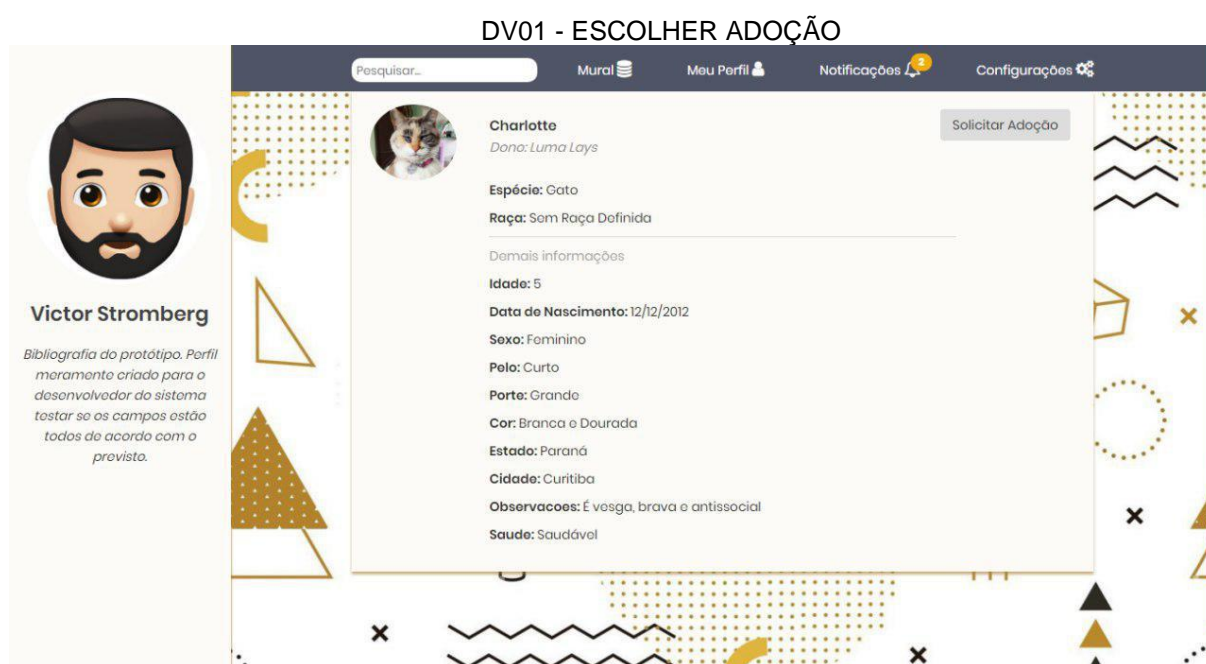 DV01 - ESCOLHER ADOÇÃO
Pesquisar...
Mural
Meu Perfil
Notificações
2
Configurações
Charlotte
Dono: Luma Lays
Solicitar Adoção
Espécie: Gato
Raça: Sem Raça Definida
Demais informações
Idade: 5
Data de Nascimento: 12/12/2012
Sexo: Feminino
Pelo: Curto
Porte: Grande
Cor: Branca e Dourada
Estado: Paraná
Cidade: Curitiba
Observacoes: É vesga, brava e antissocial
Saude: Saudável
Victor Stromberg
Bibliografia do protótipo. Perfil
meramente criado para o
desenvolvedor do sistema
testar se os campos estão
todos de acordo com o
previsto.